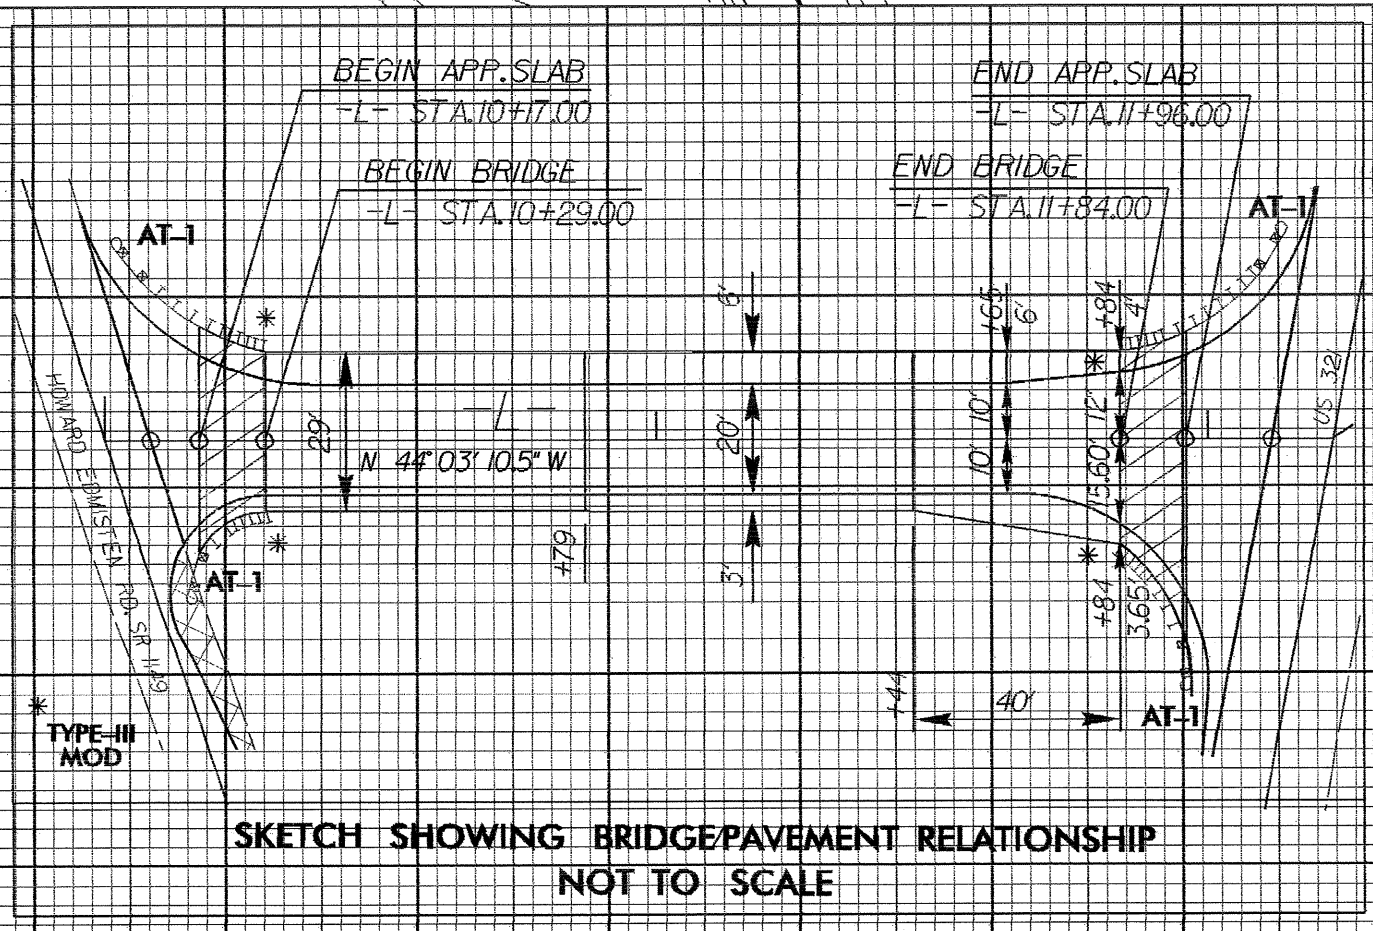 BEGIN APP. SLAB
-L- STA. 10+17.00
BEGIN BRIDGE
-L- STA. 10+29.00
END APP. SLAB
-L- STA. 11+96.00
END BRIDGE
-L- STA. 11+84.00
AT-1
AT-1
*
6'
+65
6'
+84
4'
*
HOWARD EDMISTEN RD. SR 1149
29'
-L-
N 44° 03' 10.5" W
20'
10'
10'
12'
15.60'
US 321
*
AT-1
+79
3'
*
+84
3.65'
+44
40'
AT-1
*
TYPE-III
MOD
SKETCH SHOWING BRIDGE/PAVEMENT RELATIONSHIP
NOT TO SCALE